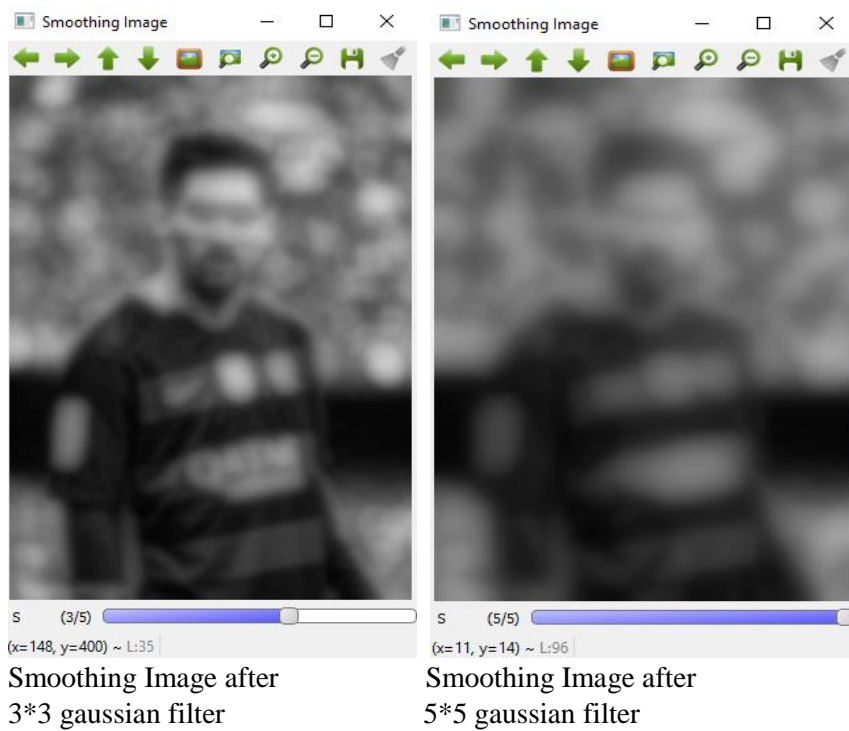 Smoothing Image
Smoothing Image
S (3/5)
(x=148, y=400) ~ L:35
S (5/5)
(x=11, y=14) ~ L:96
Smoothing Image after
3*3 gaussian filter
Smoothing Image after
5*5 gaussian filter